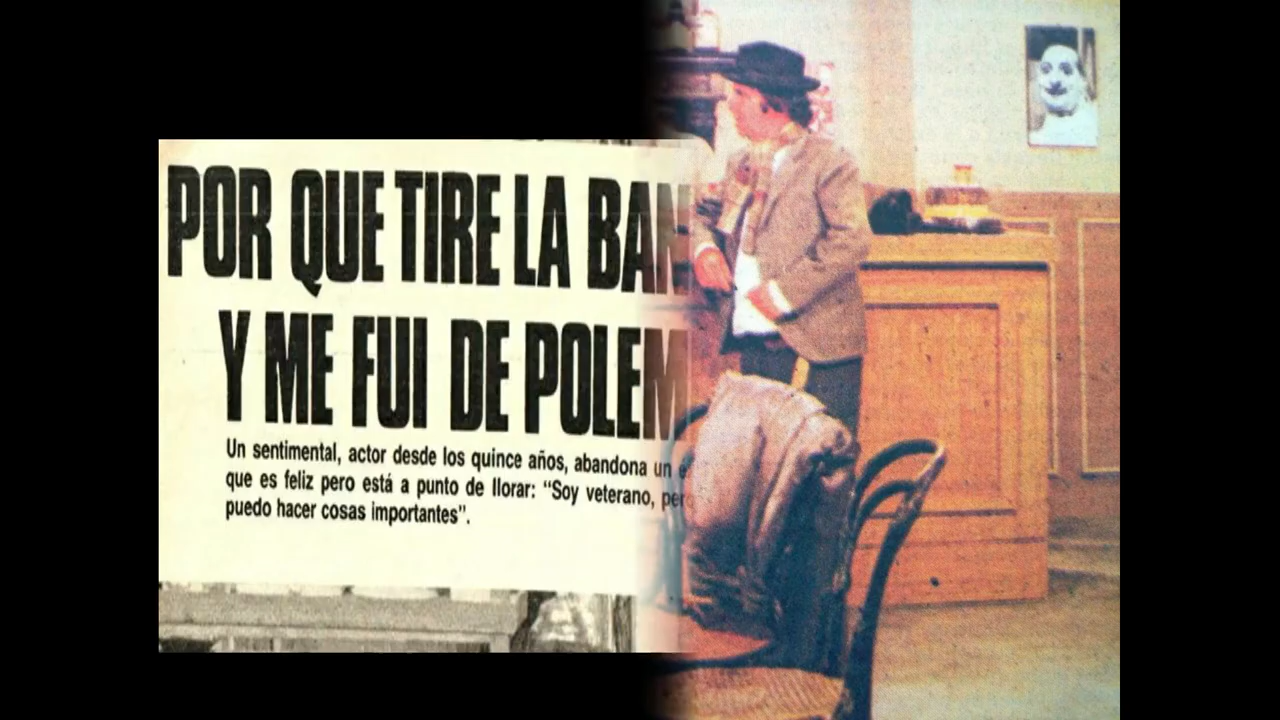 POR QUE TIRE LA BAN
Y ME FUI DE POLEM
Un sentimental, actor desde los quince años, abandona un e
que es feliz pero está a punto de llorar: “Soy veterano, pero
puedo hacer cosas importantes”.